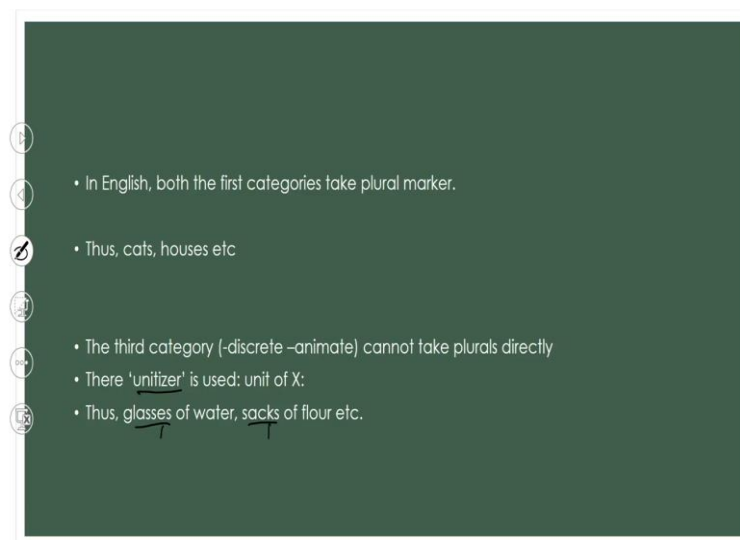 • In English, both the first categories take plural marker.
• Thus, cats, houses etc
• The third category (-discrete –animate) cannot take plurals directly
• There ‘unitizer’ is used: unit of X:
• Thus, glasses of water, sacks of flour etc.